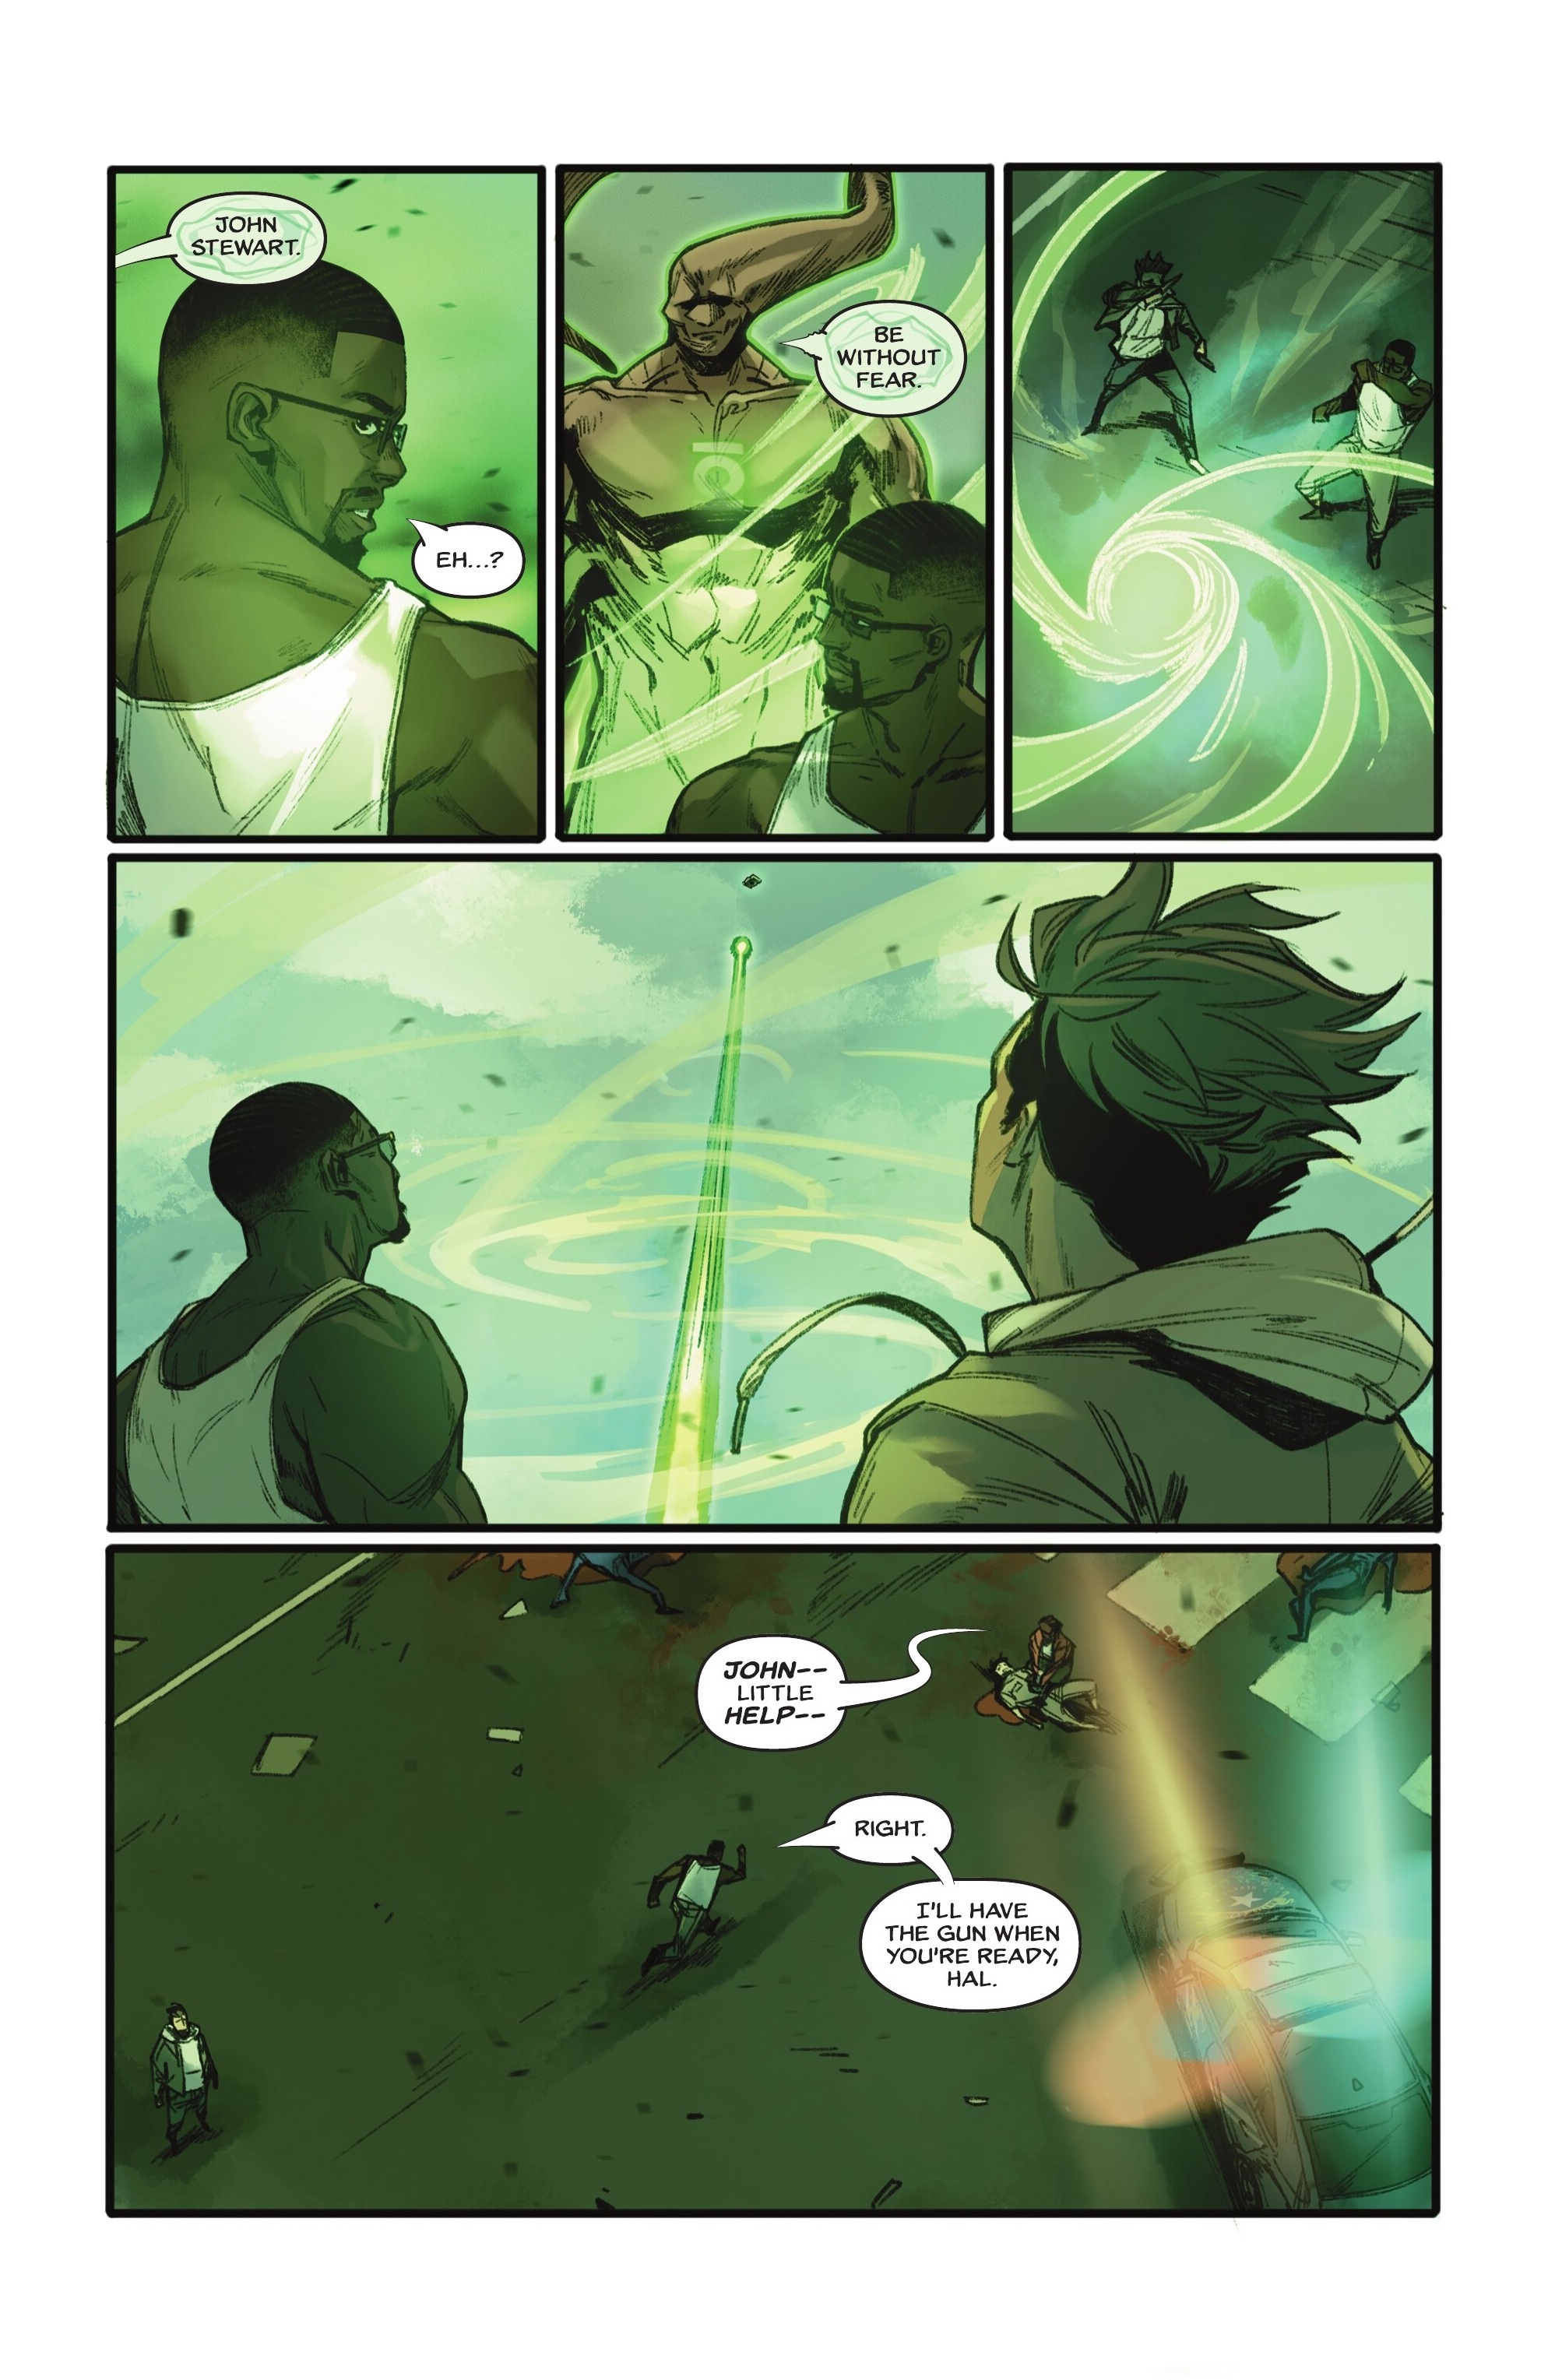 JOHN
STEWART.
EH...?
BE
WITHOUT
FEAR.
JOHN--
LITTLE
HELP--
RIGHT.
I'LL HAVE
THE GUN WHEN
YOU'RE READY,
HAL.